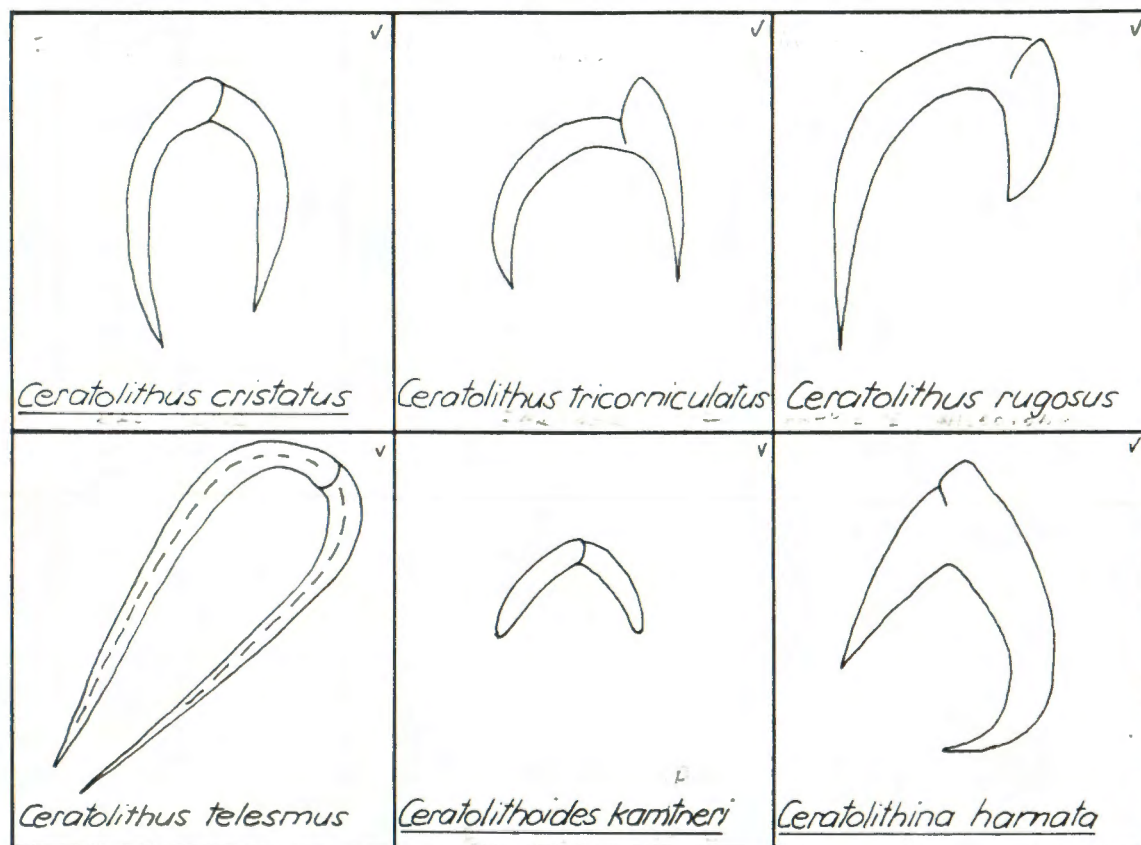 Ceratolithus cristatus
Ceratolithus tricorniculatus
Ceratolithus rugosus
Ceratolithus telesmus
Ceratolithoides kamtneri
Ceratolithina hamata